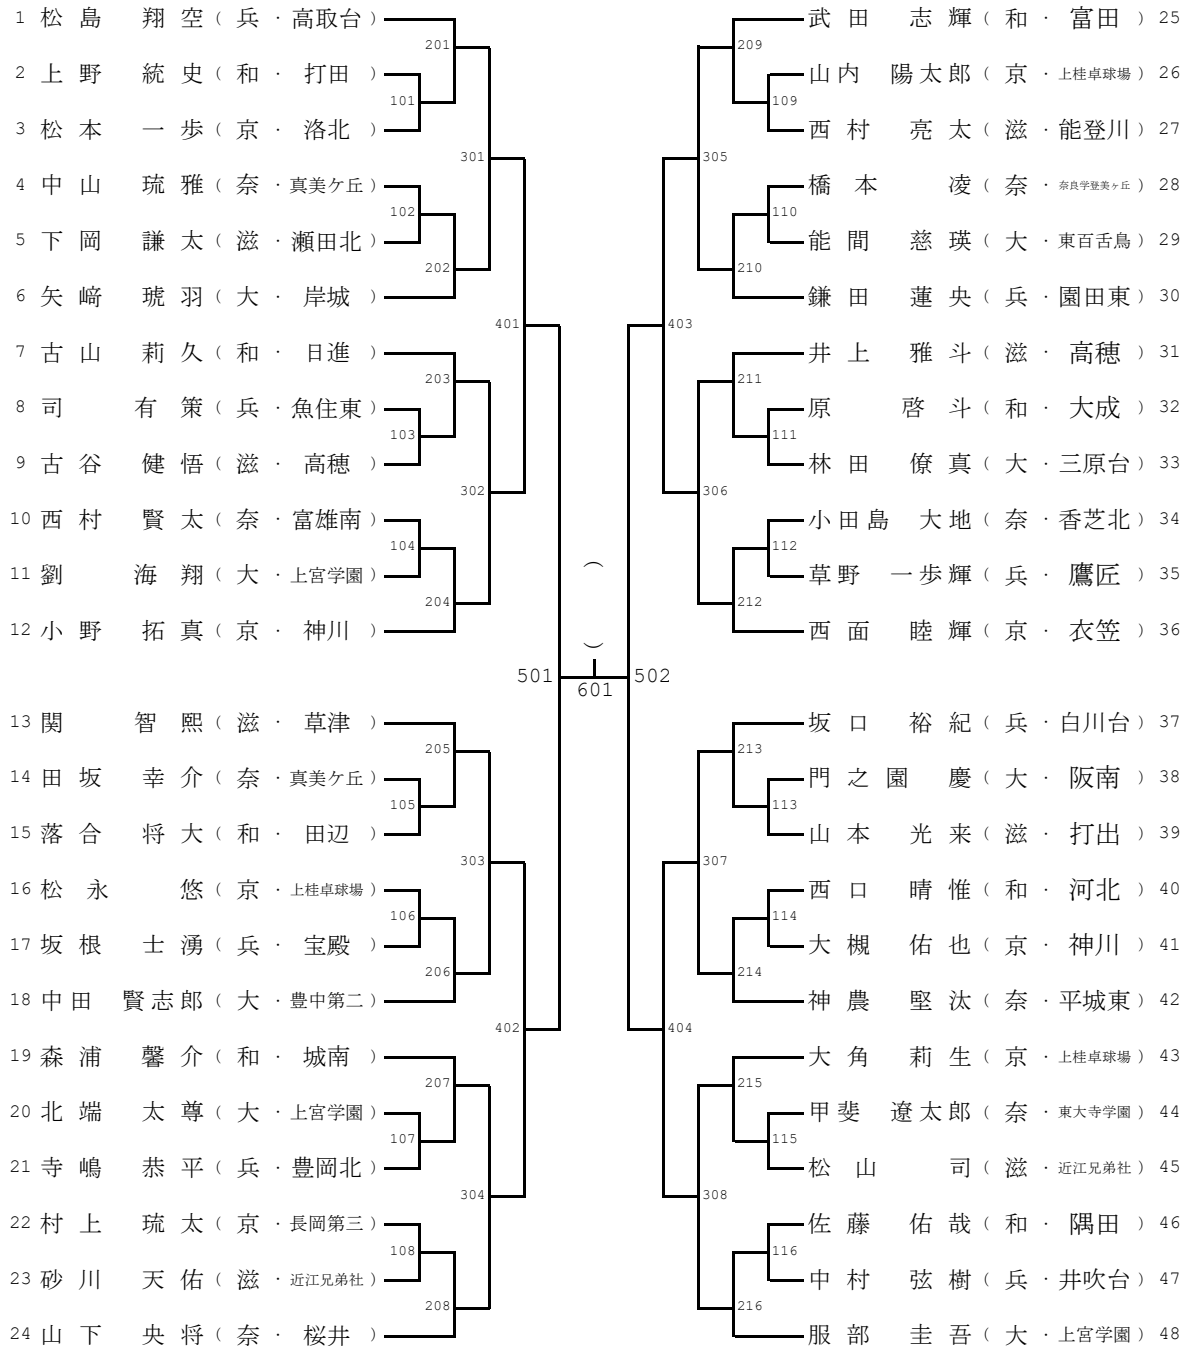 1 松島 翔空(兵・高取台)
201
2 上野 統史(和・打田)
101
3 松本 一歩(京・洛北)
301
4 中山 琉雅(奈・真美ケ丘)
102
5 下岡 謙太(滋・瀬田北)
202
6 矢﨑 琥羽(大・岸城)
401
7 古山 莉久(和・日進)
203
8 司 有策(兵・魚住東)
103
9 古谷 健悟(滋・高穂)
302
10 西村 賢太(奈・富雄南)
104
11 劉 海翔(大・上宮学園)
204
12 小野 拓真(京・神川)
501
13 関 智熙(滋・草津)
205
14 田坂 幸介(奈・真美ケ丘)
105
15 落合 将大(和・田辺)
303
16 松永 悠(京・上桂卓球場)
106
17 坂根 士湧(兵・宝殿)
206
18 中田 賢志郎(大・豊中第二)
402
19 森浦 馨介(和・城南)
207
20 北端 太尊(大・上宮学園)
107
21 寺嶋 恭平(兵・豊岡北)
304
22 村上 琉太(京・長岡第三)
108
23 砂川 天佑(滋・近江兄弟社)
208
24 山下 央将(奈・桜井)
( )
601
武田 志輝(和・富田) 25
209
山内 陽太郎(京・上桂卓球場) 26
109
西村 亮太(滋・能登川) 27
305
橋本 凌(奈・奈良学登美ヶ丘) 28
110
能間 慈瑛(大・東百舌鳥) 29
210
鎌田 蓮央(兵・園田東) 30
403
井上 雅斗(滋・高穂) 31
211
原 啓斗(和・大成) 32
111
林田 僚真(大・三原台) 33
306
小田島 大地(奈・香芝北) 34
112
草野 一歩輝(兵・鷹匠) 35
212
西面 睦輝(京・衣笠) 36
502
坂口 裕紀(兵・白川台) 37
213
門之園 慶(大・阪南) 38
113
山本 光来(滋・打出) 39
307
西口 晴惟(和・河北) 40
114
大槻 佑也(京・神川) 41
214
神農 堅汰(奈・平城東) 42
404
大角 莉生(京・上桂卓球場) 43
215
甲斐 遼太郎(奈・東大寺学園) 44
115
松山 司(滋・近江兄弟社) 45
308
佐藤 佑哉(和・隅田) 46
116
中村 弦樹(兵・井吹台) 47
216
服部 圭吾(大・上宮学園) 48